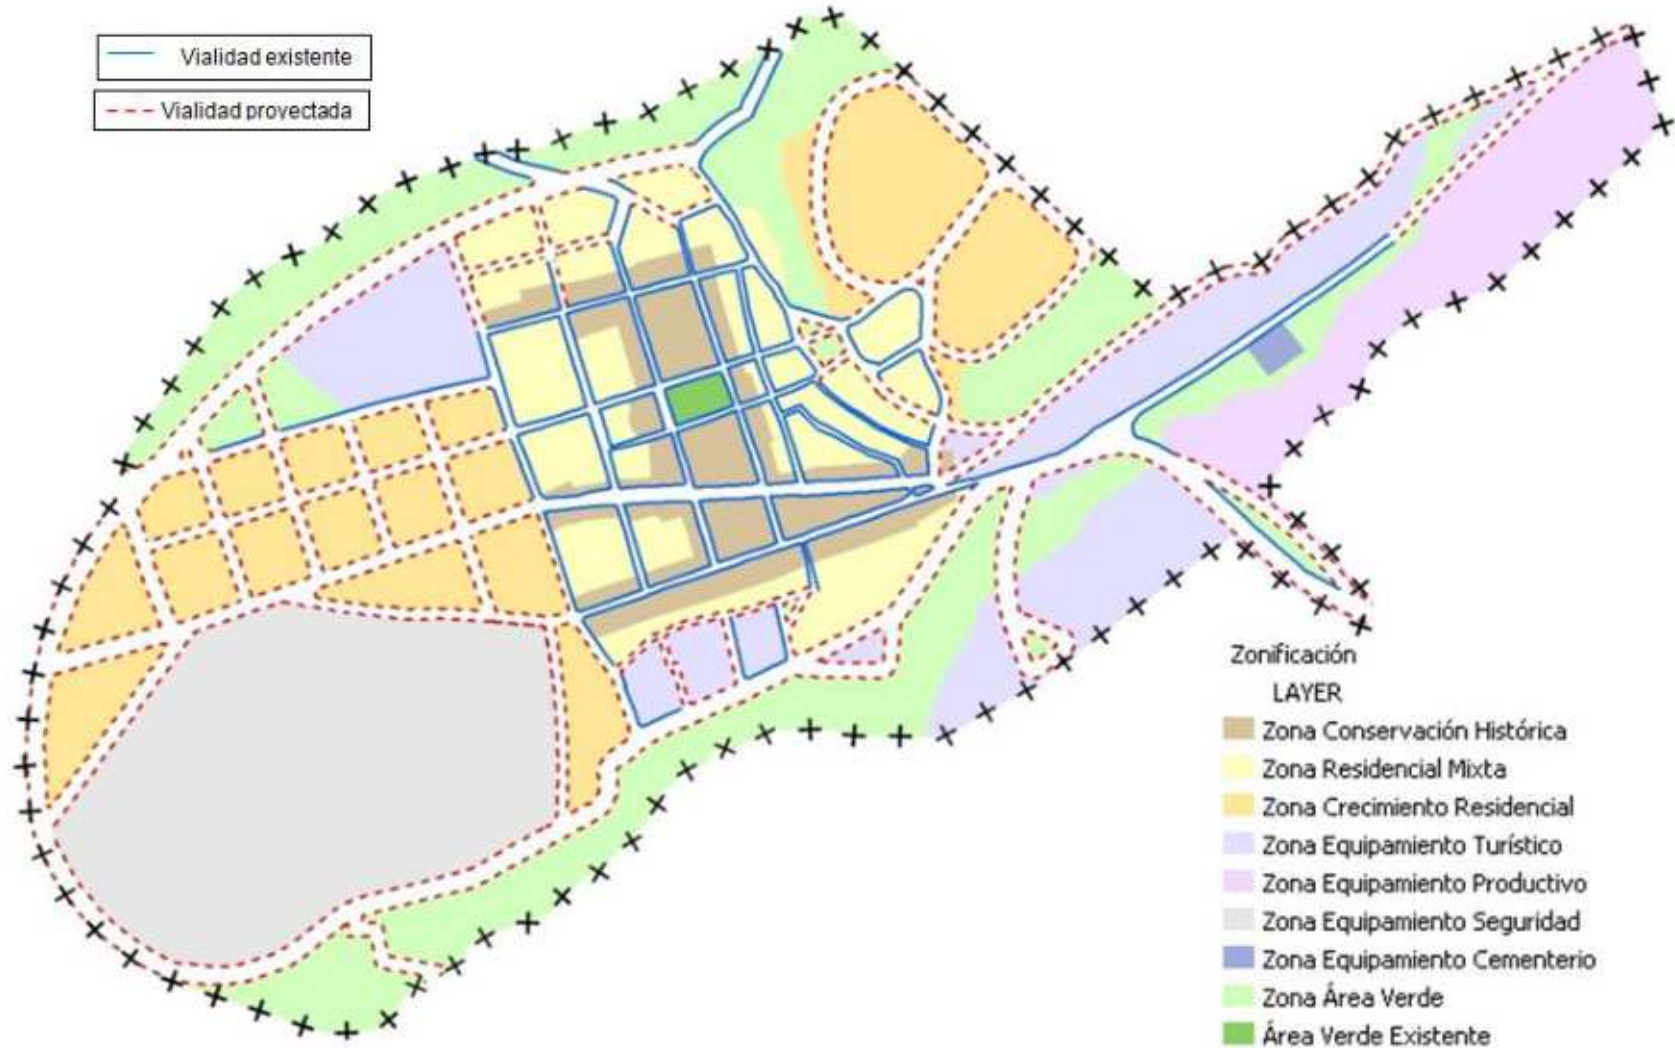 Vialidad existente
Vialidad proyectada
Zonificación
LAYER
Zona Conservación Histórica
Zona Residencial Mixta
Zona Crecimiento Residencial
Zona Equipamiento Turístico
Zona Equipamiento Productivo
Zona Equipamiento Seguridad
Zona Equipamiento Cementerio
Zona Área Verde
Área Verde Existente